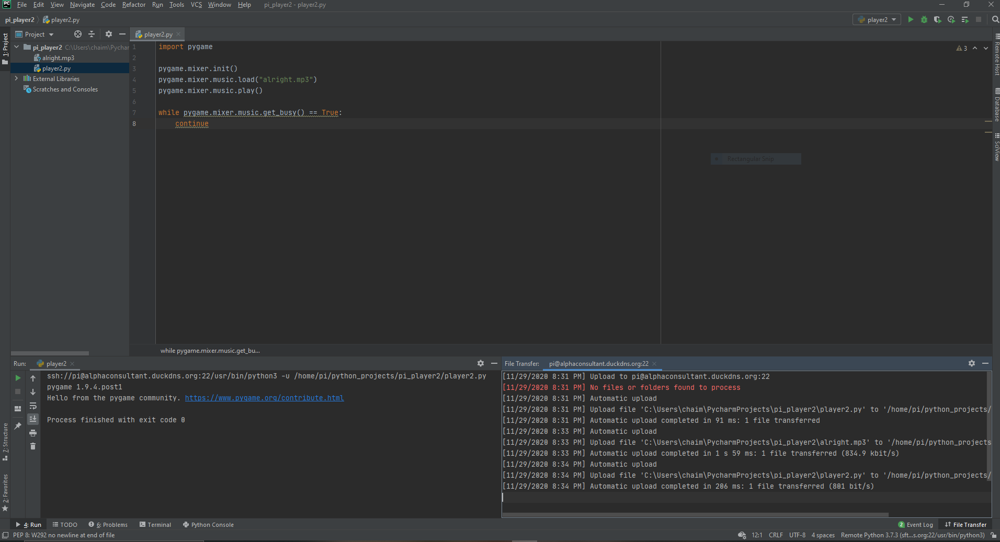 PC File Edit View Navigate Code Refactor Run Tools VCS Window Help pi_player2 - player2.py
pi_player2 player2.py player2
1: Project
Project
pi_player2 C:\Users\chaim\Pychar
alright.mp3
player2.py
External Libraries
Scratches and Consoles
player2.py
3
1 import pygame
2
3 pygame.mixer.init()
4 pygame.mixer.music.load("alright.mp3")
5 pygame.mixer.music.play()
6
7 while pygame.mixer.music.get_busy() == True:
8 continue
Rectangular Snip
Remote Host
Database
SciView
while pygame.mixer.music.get_bu...
Run: player2
ssh://pi@alphaconsultant.duckdns.org:22/usr/bin/python3 -u /home/pi/python_projects/pi_player2/player2.py
pygame 1.9.4.post1
Hello from the pygame community. https://www.pygame.org/contribute.html
Process finished with exit code 0
File Transfer: pi@alphaconsultant.duckdns.org:22
[11/29/2020 8:31 PM] Upload to pi@alphaconsultant.duckdns.org:22
[11/29/2020 8:31 PM] No files or folders found to process
[11/29/2020 8:31 PM] Automatic upload
[11/29/2020 8:31 PM] Upload file 'C:\Users\chaim\PycharmProjects\pi_player2\player2.py' to '/home/pi/python_projects/
[11/29/2020 8:31 PM] Automatic upload completed in 91 ms: 1 file transferred
[11/29/2020 8:33 PM] Automatic upload
[11/29/2020 8:33 PM] Upload file 'C:\Users\chaim\PycharmProjects\pi_player2\alright.mp3' to '/home/pi/python_projects
[11/29/2020 8:33 PM] Automatic upload completed in 1 s 59 ms: 1 file transferred (834.9 kbit/s)
[11/29/2020 8:34 PM] Automatic upload
[11/29/2020 8:34 PM] Upload file 'C:\Users\chaim\PycharmProjects\pi_player2\player2.py' to '/home/pi/python_projects/
[11/29/2020 8:34 PM] Automatic upload completed in 206 ms: 1 file transferred (801 bit/s)
7: Structure
2: Favorites
4: Run TODO 6: Problems Terminal Python Console 2 Event Log File Transfer
PEP 8: W292 no newline at end of file 12:1 CRLF UTF-8 4 spaces Remote Python 3.7.3 (sft...s.org:22/usr/bin/python3)